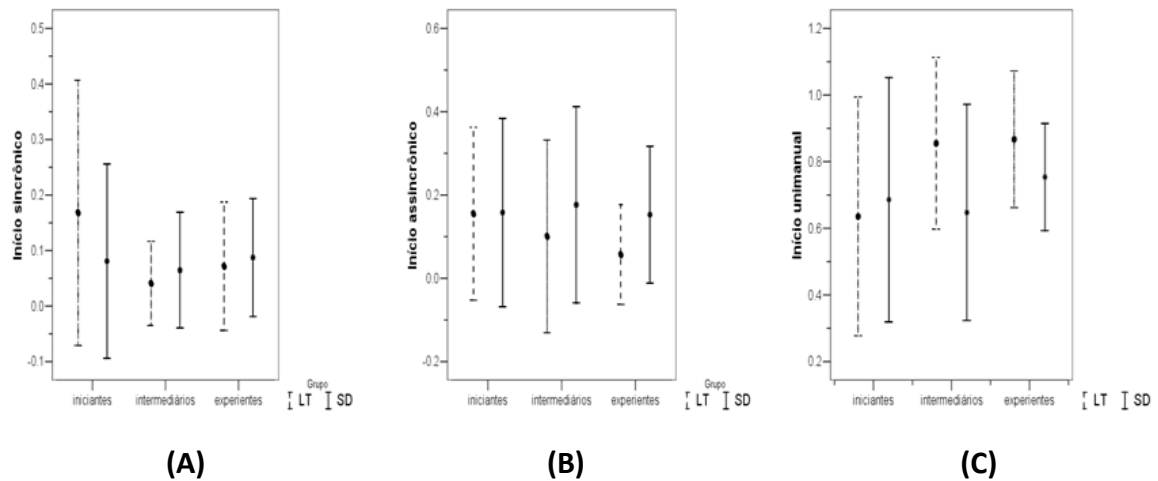 Início sincrônico
0.5
0.4
0.3
0.2
0.1
0.0
-0.1
iniciantes intermediários experientes
Grupo
LT SD
(A)
Início assincrônico
0.6
0.4
0.2
0.0
-0.2
iniciantes intermediários experientes
Grupo
LT SD
(B)
Início unimanual
1.2
1.0
0.8
0.6
0.4
0.2
iniciantes intermediários experientes
LT SD
(C)